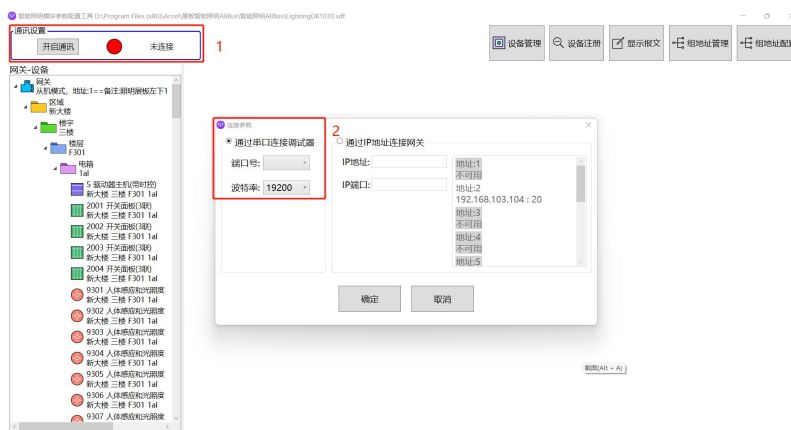 智能照明模块参数配置工具 D:\Program Files (x86)\Acrel\展板智能照明AliBus\智能照明AliBus\LightingDB1030.sdf
通讯设置
开启通讯
未连接
1
设备管理
设备注册
显示报文
组地址管理
组地址配
网关-设备
网关
从机模式，地址:1==备注:照明展板左下1
区域
新大楼
楼宇
三楼
楼层
F301
电箱
1al
5 驱动器主机(带时控)
新大楼 三楼 F301 1al
2001 开关面板(3联)
新大楼 三楼 F301 1al
2002 开关面板(3联)
新大楼 三楼 F301 1al
2003 开关面板(3联)
新大楼 三楼 F301 1al
2004 开关面板(3联)
新大楼 三楼 F301 1al
9301 人体感应和光照度
新大楼 三楼 F301 1al
9302 人体感应和光照度
新大楼 三楼 F301 1al
9303 人体感应和光照度
新大楼 三楼 F301 1al
9304 人体感应和光照度
新大楼 三楼 F301 1al
9305 人体感应和光照度
新大楼 三楼 F301 1al
9306 人体感应和光照度
新大楼 三楼 F301 1al
9307 人体感应和光照度
连接参数
2
通过串口连接调试器
端口号:
波特率: 19200
通过IP地址连接网关
IP地址:
IP端口:
地址:1
不可用
地址:2
192.168.103.104 : 20
地址:3
不可用
地址:4
不可用
地址:5
确定
取消
截图(Alt + A)